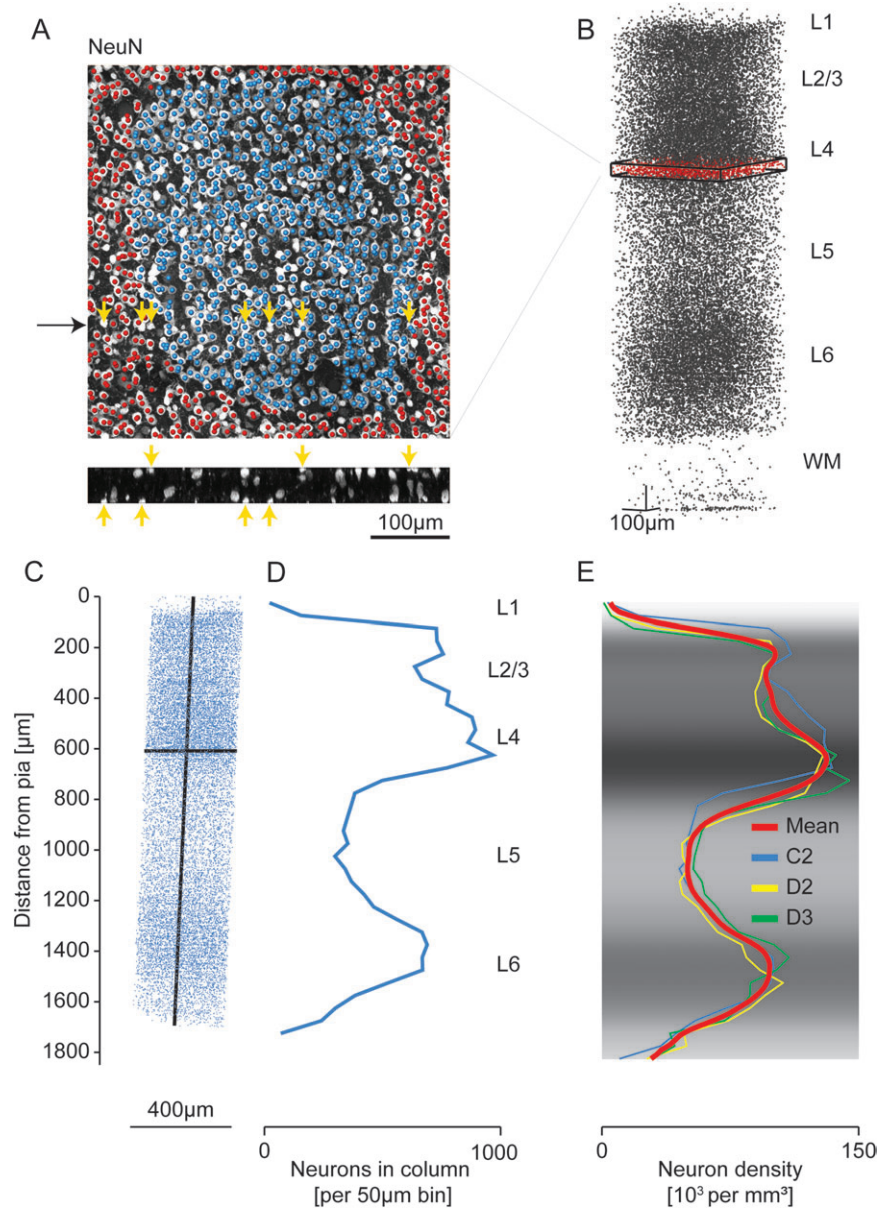 A
NeuN
100µm
B
L1
L2/3
L4
L5
L6
WM
100µm
C
Distance from pia [µm]
0
200
400
600
800
1000
1200
1400
1600
1800
400µm
D
L1
L2/3
L4
L5
L6
0
1000
Neurons in column
[per 50µm bin]
E
Mean
C2
D2
D3
0
150
Neuron density
[10³ per mm³]